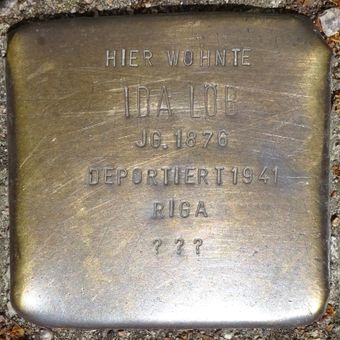 HIER WOHNTE
IDA LÖB
JG. 1876
DEPORTIERT 1941
RIGA
? ? ?